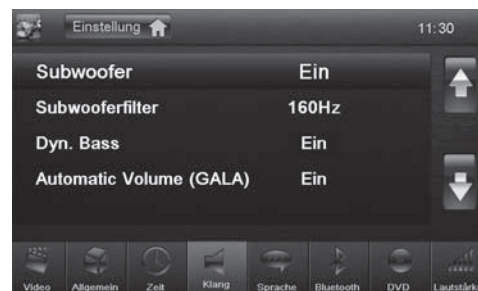 Einstellung 11:30
Subwoofer Ein
Subwooferfilter 160Hz
Dyn. Bass Ein
Automatic Volume (GALA) Ein
Video Allgemein Zeit Klang Sprache Bluetooth DVD Lautstärke